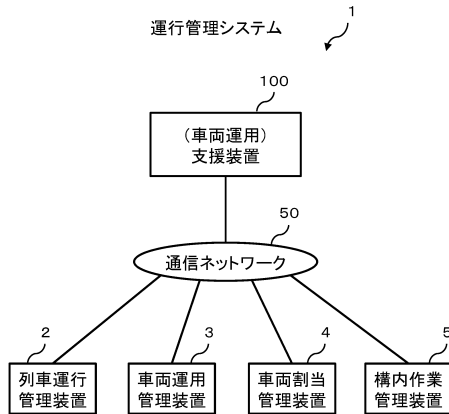 運行管理システム
1
100
(車両運用)
支援装置
50
通信ネットワーク
2
列車運行
管理装置
3
車両運用
管理装置
4
車両割当
管理装置
5
構内作業
管理装置